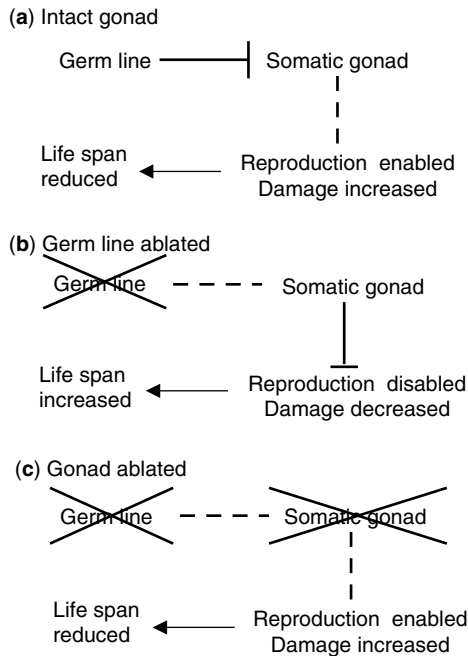 (a) Intact gonad
Germ line Somatic gonad
Life span
reduced
Reproduction enabled
Damage increased
(b) Germ line ablated
Germ line Somatic gonad
Life span
increased
Reproduction disabled
Damage decreased
(c) Gonad ablated
Germ line Somatic gonad
Life span
reduced
Reproduction enabled
Damage increased